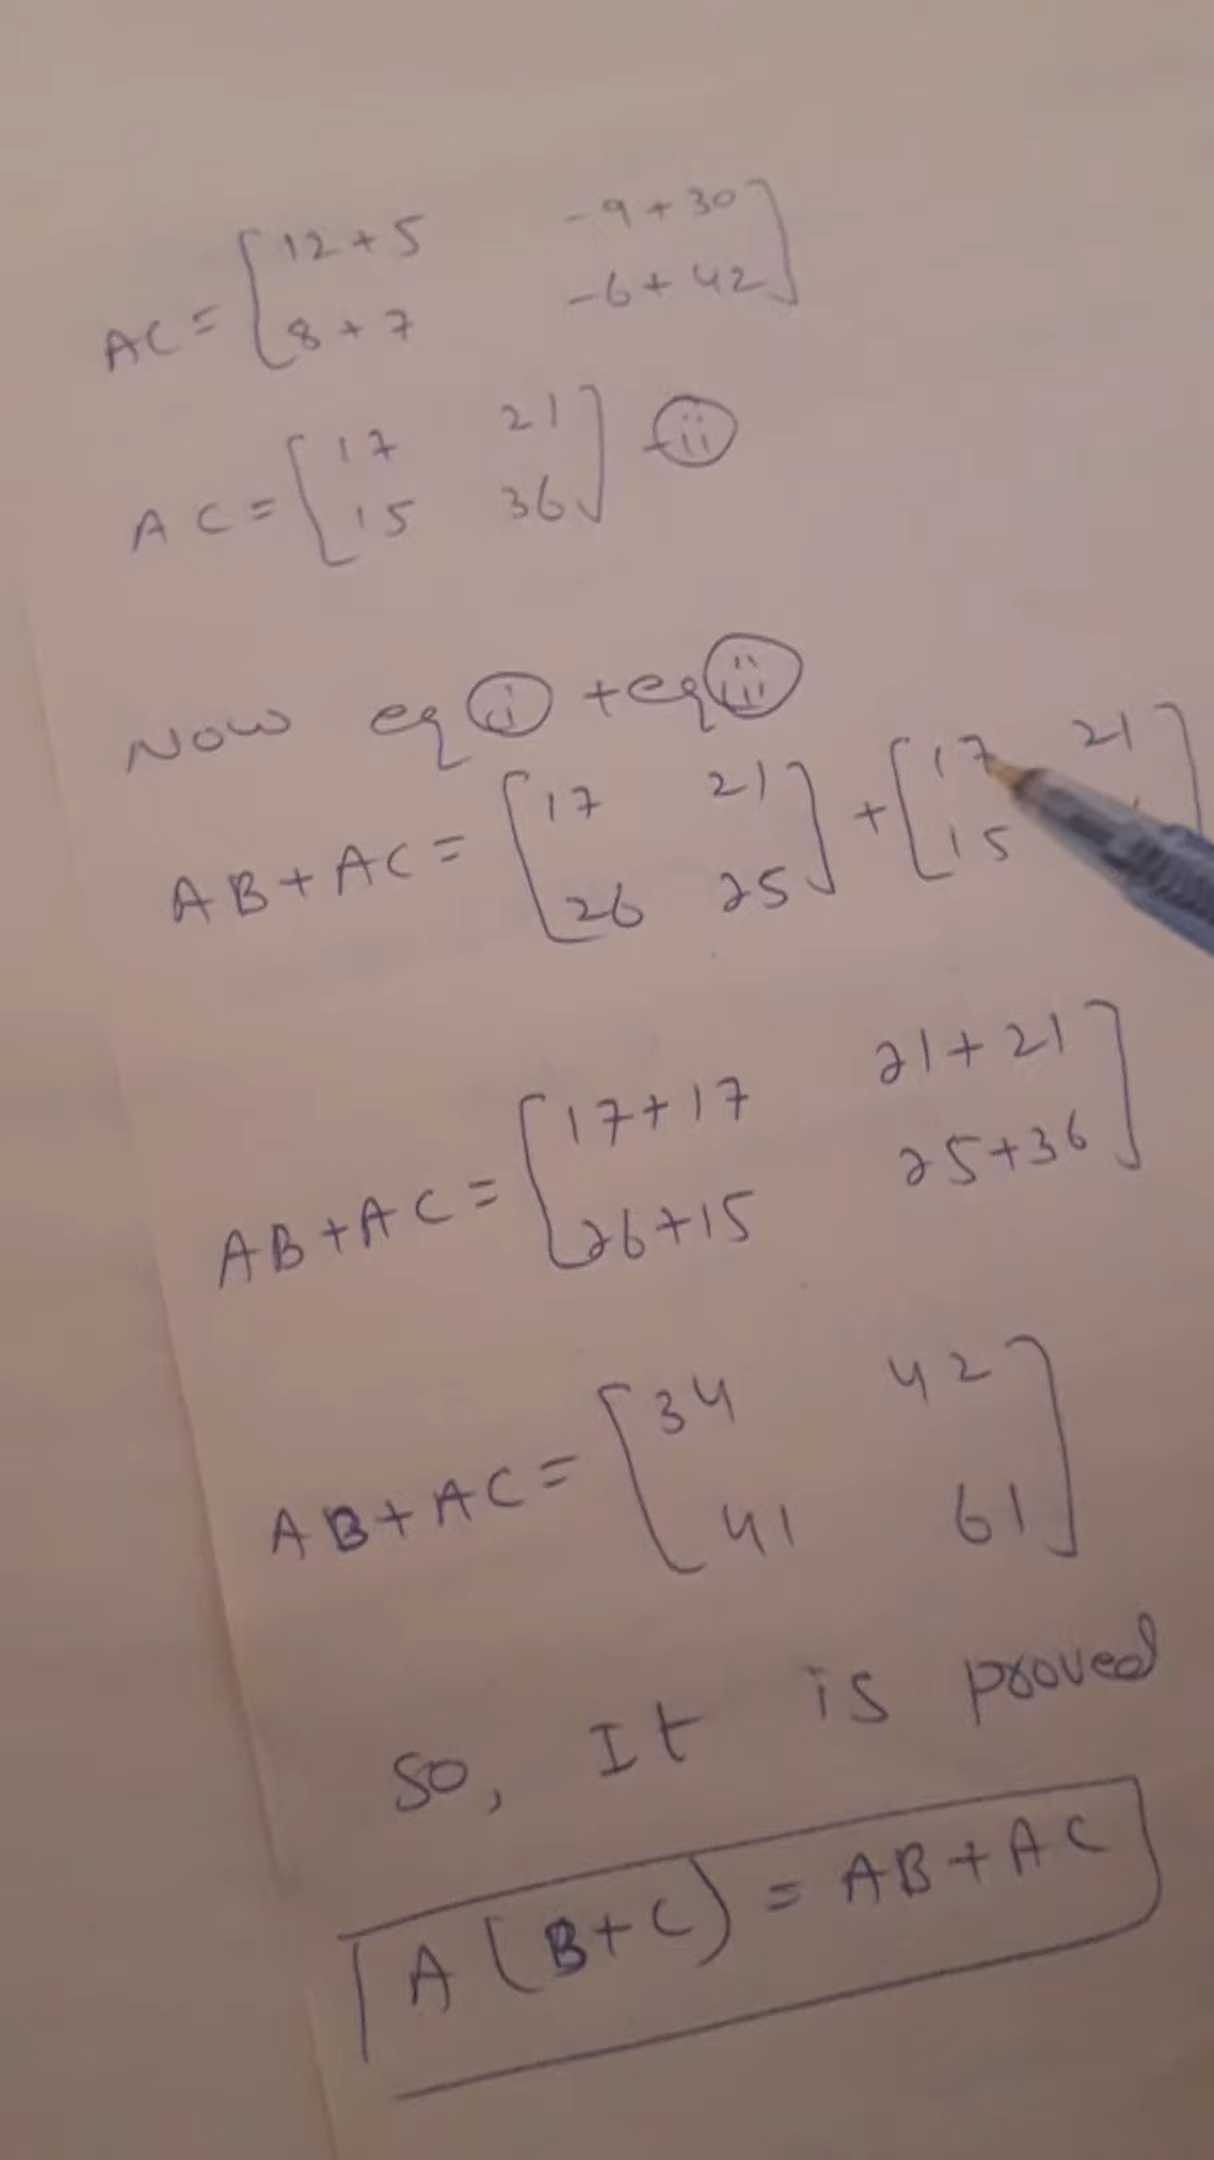 AC = [12+5 -9+30
8+7 -6+42]
AC = [17 21
15 36] - ii
Now eq i + eq ii
AB+AC = [17 21
26 25] + [17 21
15
AB+AC = [17+17 21+21
26+15 25+36]
AB+AC = [34 42
41 61]
So, It is proved
A(B+C) = AB+AC